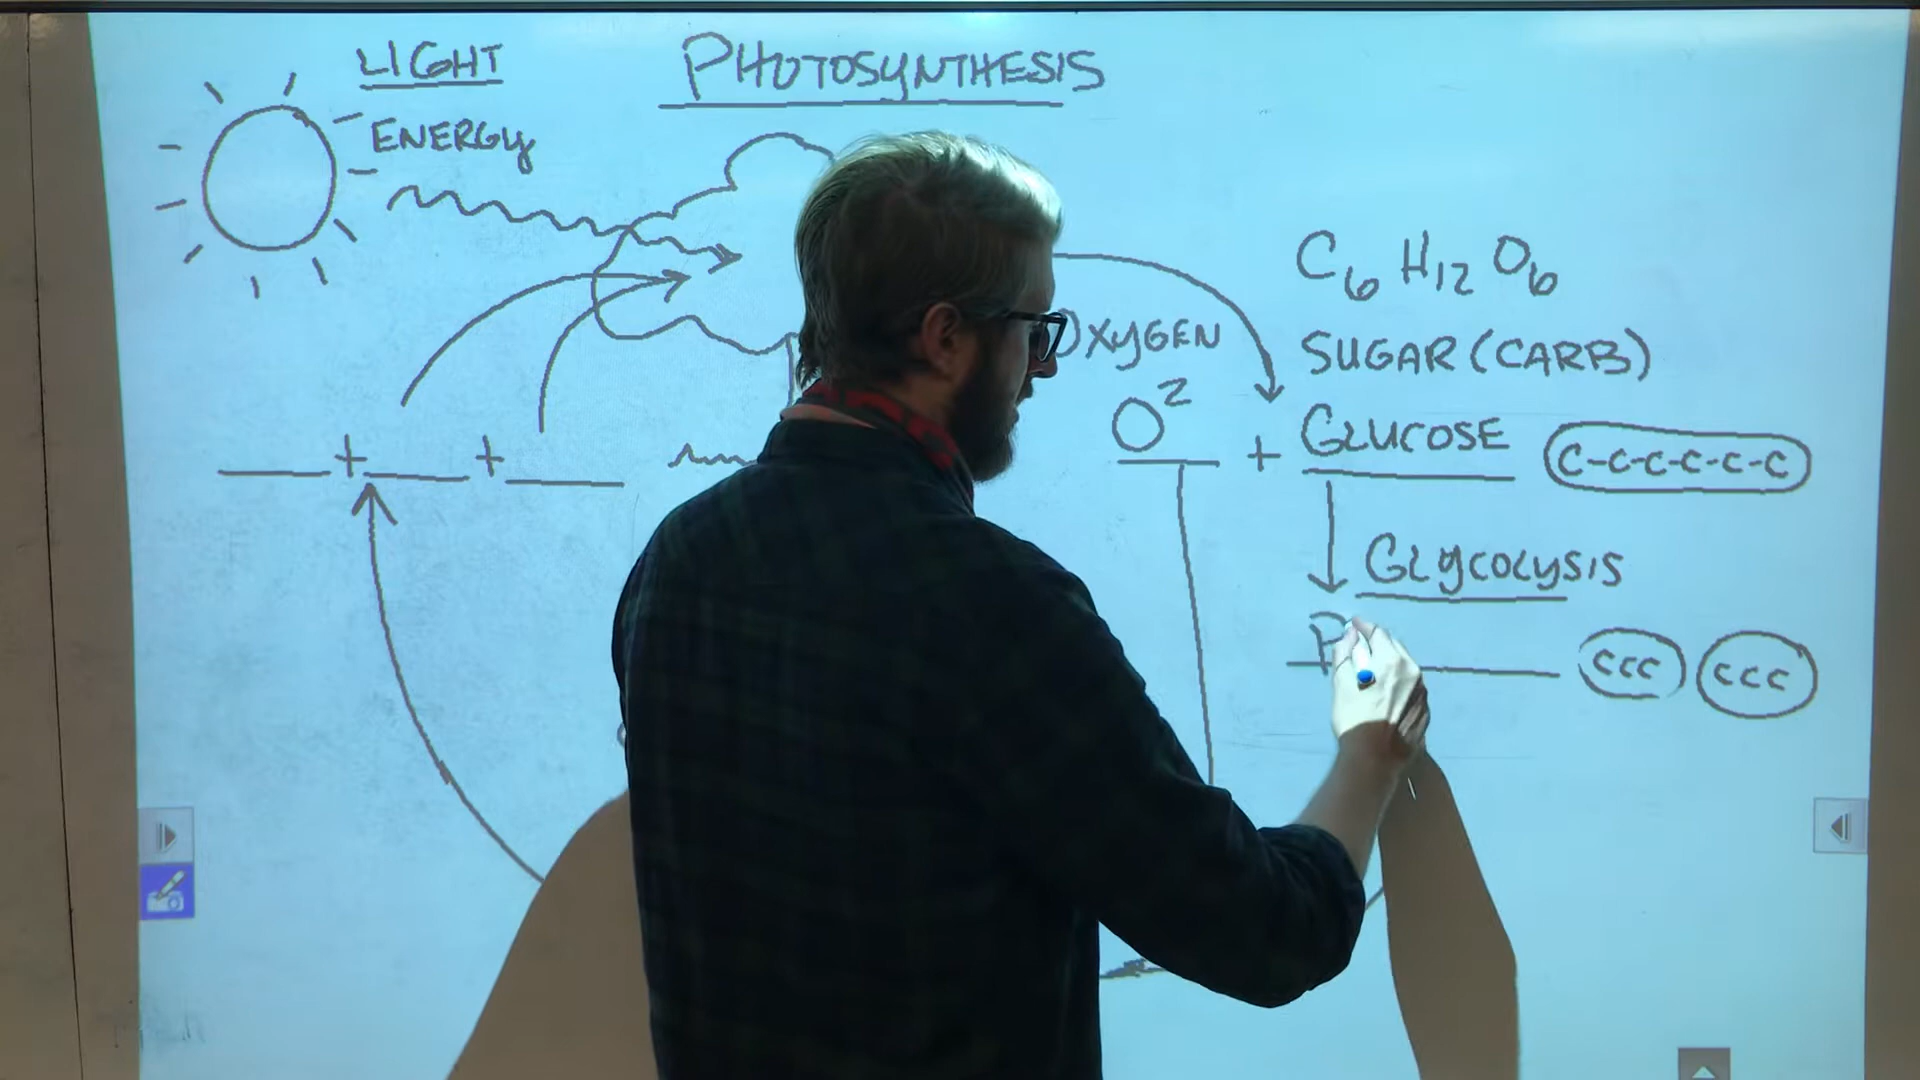 LIGHT
ENERGY
PHOTOSYNTHESIS
C6 H12 O6
SUGAR (CARB)
OXYGEN
O2
+ GLUCOSE
C-C-C-C-C-C
+ +
GLYCOLYSIS
P
CCC CCC